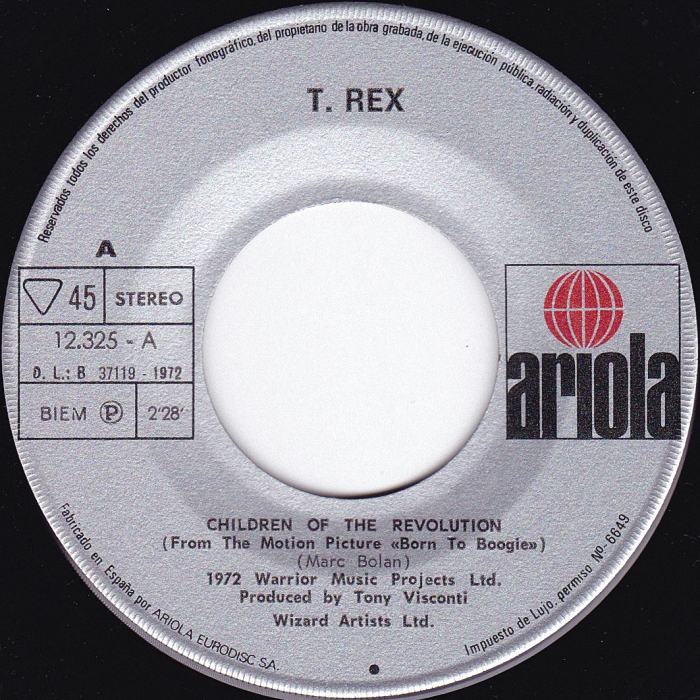 Reservados todos los derechos del productor fonográfico, del propietario de la obra grabada, de la ejecución pública, radiación y duplicación de este disco
T. REX
A
45 STEREO
12.325 - A
D. L.: B 37119 - 1972
BIEM Ⓟ 2'28'
ariola
CHILDREN OF THE REVOLUTION
(From The Motion Picture «Born To Boogie»)
(Marc Bolan)
1972 Warrior Music Projects Ltd.
Produced by Tony Visconti
Wizard Artists Ltd.
Fabricado en España por ARIOLA EURODISC S.A.
Impuesto de Lujo. permiso Nº- 6649